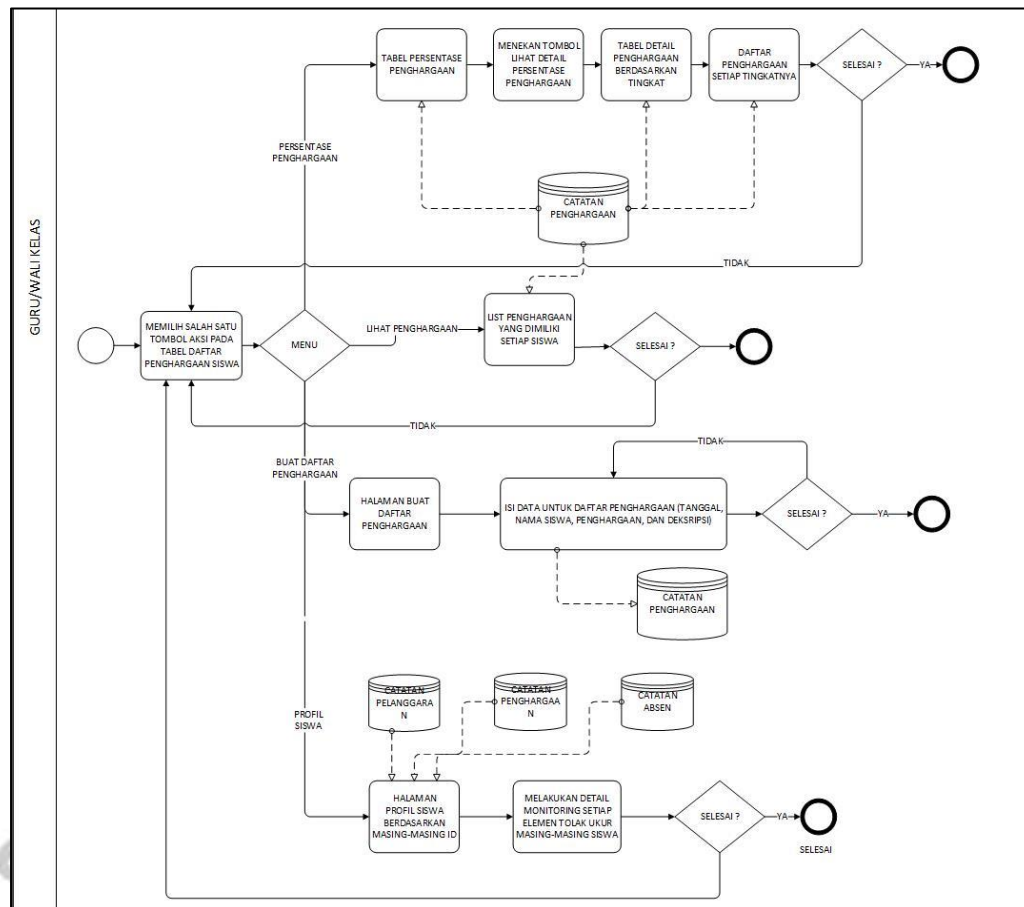 GURU/WALI KELAS
TABEL PERSENTASE
PENGHARGAAN
MENEKAN TOMBOL
LIHAT DETAIL
PERSENTASE
PENGHARGAAN
TABEL DETAIL
PENGHARGAAN
BERDASARKAN
TINGKAT
DAFTAR
PENGHARGAAN
SETIAP TINGKATNYA
SELESAI ?
YA
PERSENTASE
PENGHARGAAN
CATATAN
PENGHARGAAN
TIDAK
MEMILIH SALAH SATU
TOMBOL AKSI PADA
TABEL DAFTAR
PENGHARGAAN SISWA
MENU
LIHAT PENGHARGAAN
LIST PENGHARGAAN
YANG DIMILIKI
SETIAP SISWA
SELESAI ?
TIDAK
BUAT DAFTAR
PENGHARGAAN
HALAMAN BUAT
DAFTAR
PENGHARGAAN
ISI DATA UNTUK DAFTAR PENGHARGAAN (TANGGAL,
NAMA SISWA, PENGHARGAAN, DAN DEKSRIPSI)
TIDAK
SELESAI ?
YA
CATATAN
PENGHARGAAN
PROFIL
SISWA
CATATAN
PELANGGARA
N
CATATAN
PENGHARGAA
N
CATATAN
ABSEN
HALAMAN
PROFIL SISWA
BERDASARKAN
MASING-MASING ID
MELAKUKAN DETAIL
MONITORING SETIAP
ELEMEN TOLAK UKUR
MASING-MASING SISWA
SELESAI ?
YA
SELESAI